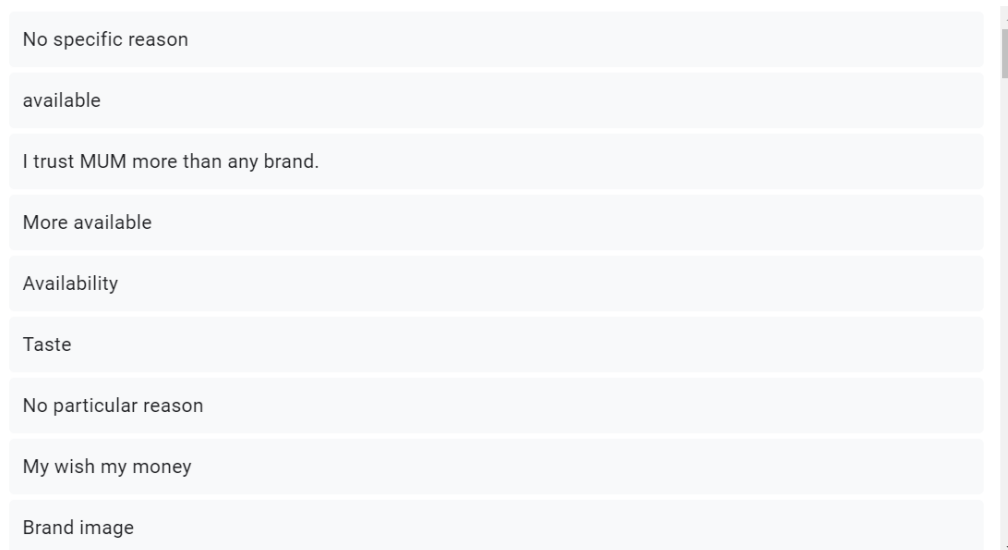 No specific reason
available
I trust MUM more than any brand.
More available
Availability
Taste
No particular reason
My wish my money
Brand image